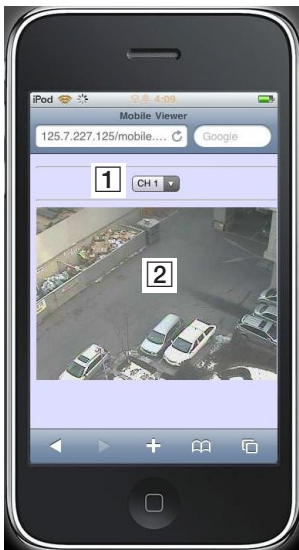 iPod 오후 4:09
Mobile Viewer
125.7.227.125/mobile.... Google
1 CH 1
2